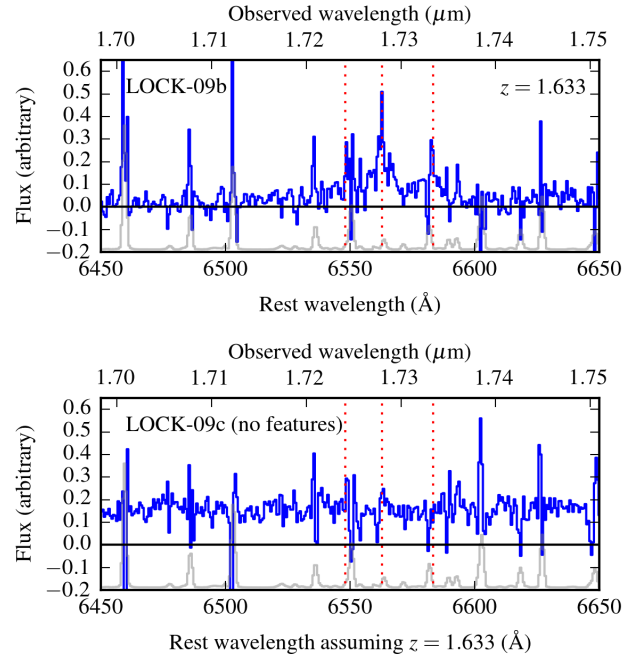 Observed wavelength (μm)
1.70 1.71 1.72 1.73 1.74 1.75
LOCK-09b z = 1.633
Flux (arbitrary)
0.6
0.5
0.4
0.3
0.2
0.1
0.0
−0.1
−0.2
6450 6500 6550 6600 6650
Rest wavelength (Å)
Observed wavelength (μm)
1.70 1.71 1.72 1.73 1.74 1.75
LOCK-09c (no features)
Flux (arbitrary)
0.6
0.5
0.4
0.3
0.2
0.1
0.0
−0.1
−0.2
6450 6500 6550 6600 6650
Rest wavelength assuming z = 1.633 (Å)